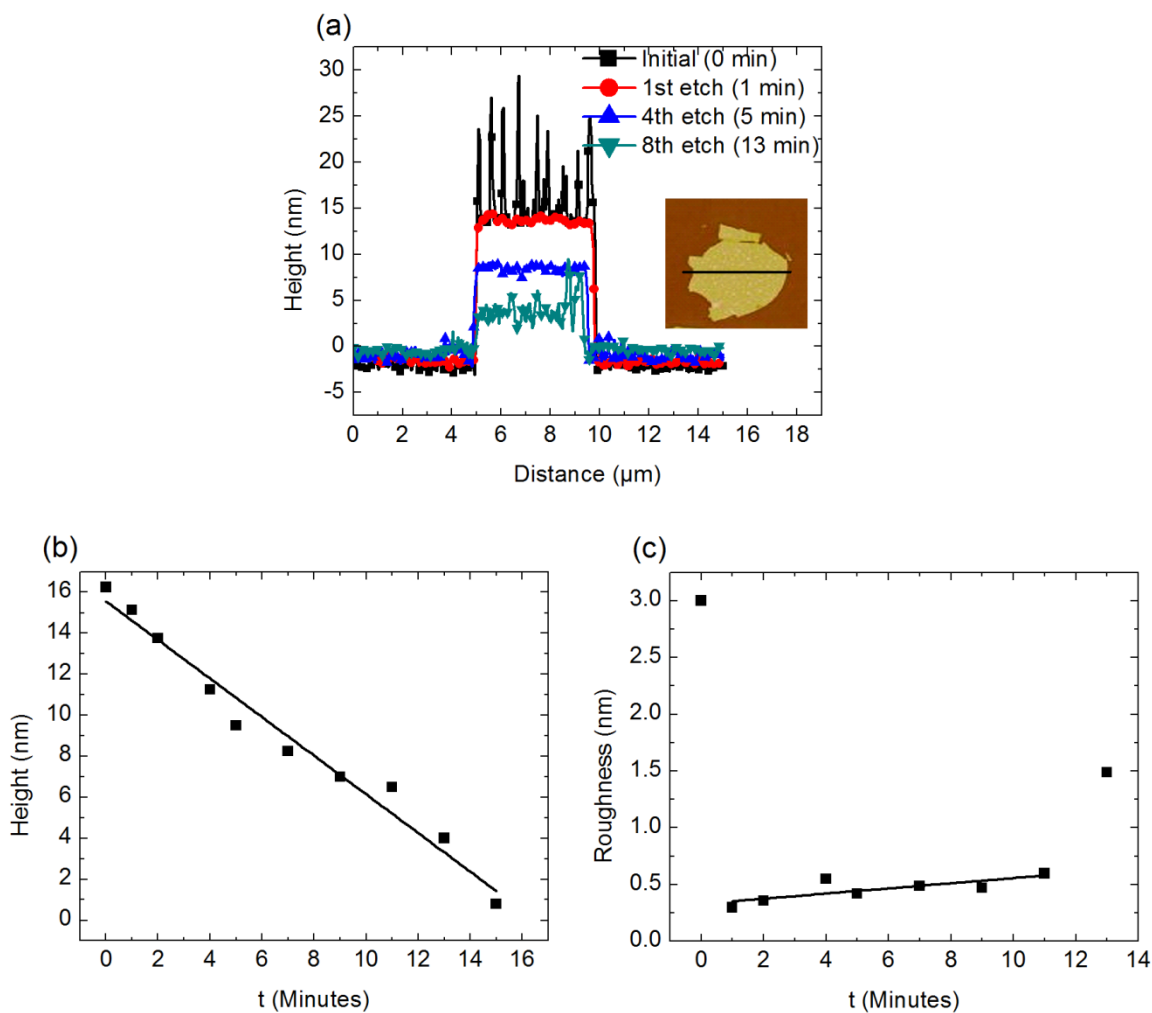 (a)
Initial (0 min)
1st etch (1 min)
4th etch (5 min)
8th etch (13 min)
30
25
20
15
10
5
0
-5
Height (nm)
0 2 4 6 8 10 12 14 16 18
Distance (µm)
(b)
16
14
12
10
8
6
4
2
0
Height (nm)
0 2 4 6 8 10 12 14 16
t (Minutes)
(c)
3.0
2.5
2.0
1.5
1.0
0.5
0.0
Roughness (nm)
0 2 4 6 8 10 12 14
t (Minutes)